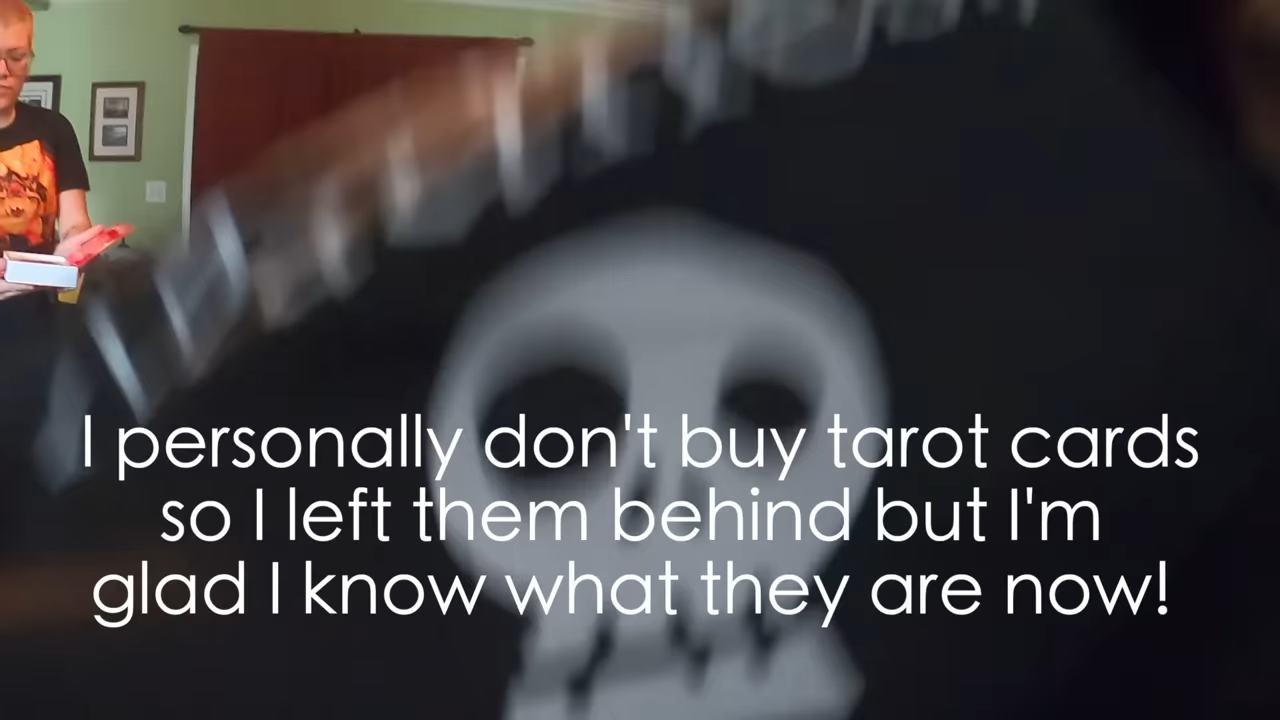 I personally don't buy tarot cards
so I left them behind but I'm
glad I know what they are now!